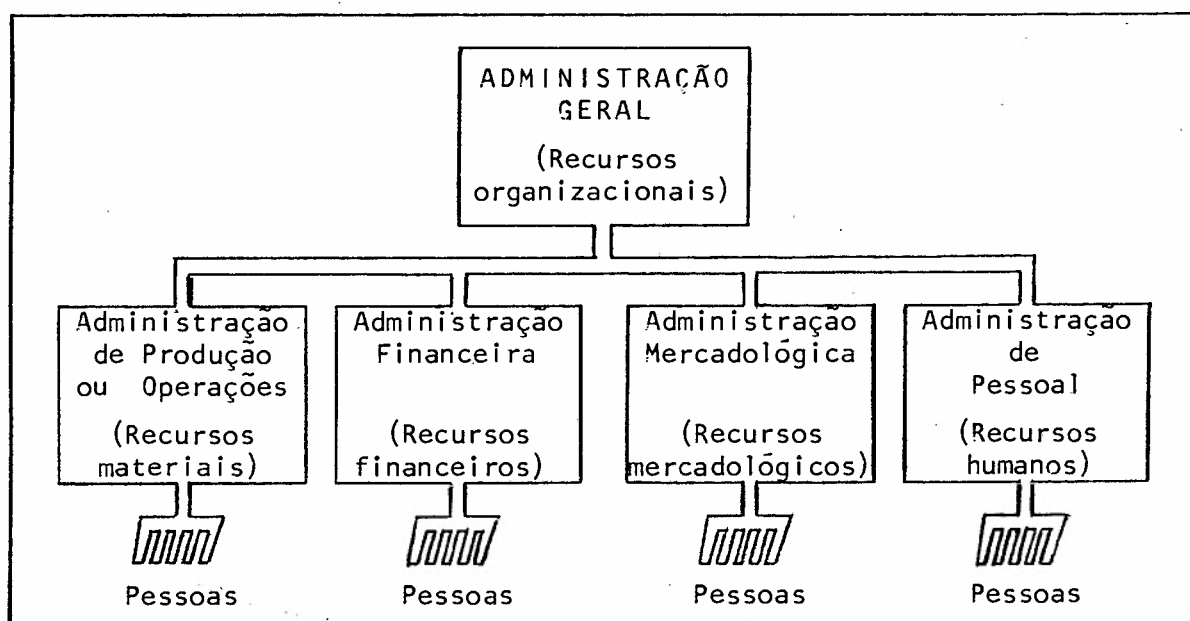 ADMINISTRAÇÃO
GERAL
(Recursos
organizacionais)
Administração
de Produção
ou Operações
(Recursos
materiais)
Administração
Financeira
(Recursos
financeiros)
Administração
Mercadológica
(Recursos
mercadológicos)
Administração
de
Pessoal
(Recursos
humanos)
Pessoas
Pessoas
Pessoas
Pessoas